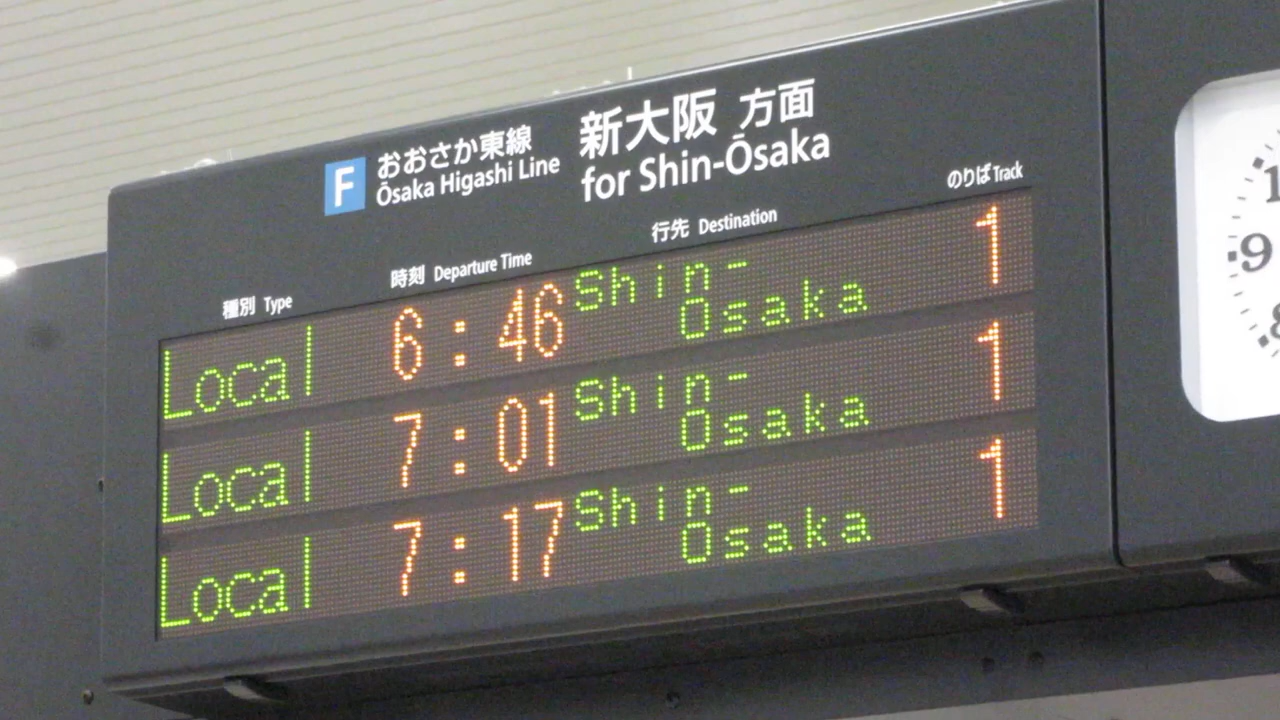 F おおさか東線 新大阪 方面
Ōsaka Higashi Line for Shin-Ōsaka
種別 Type 時刻 Departure Time 行先 Destination のりば Track
Local 6:46 Shin-Osaka 1
Local 7:01 Shin-Osaka 1
Local 7:17 Shin-Osaka 1
9